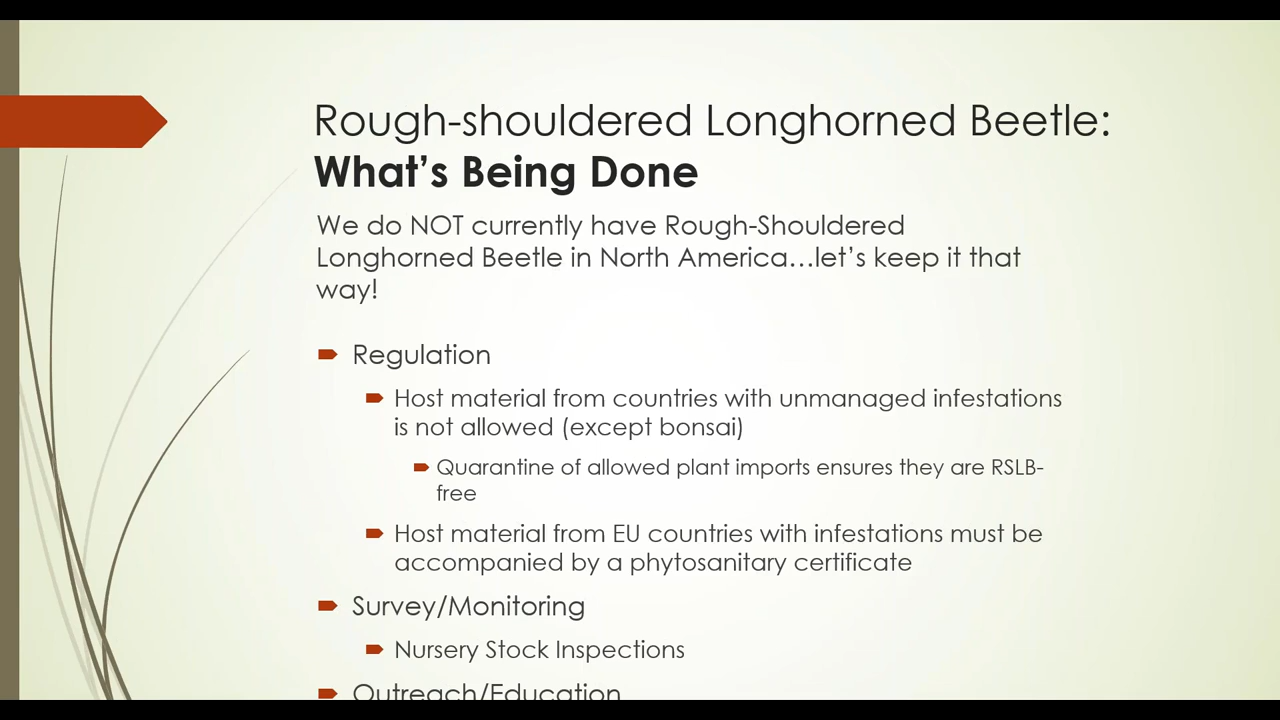 Rough-shouldered Longhorned Beetle:
What's Being Done
We do NOT currently have Rough-Shouldered
Longhorned Beetle in North America…let's keep it that
way!
Regulation
Host material from countries with unmanaged infestations
is not allowed (except bonsai)
Quarantine of allowed plant imports ensures they are RSLB-
free
Host material from EU countries with infestations must be
accompanied by a phytosanitary certificate
Survey/Monitoring
Nursery Stock Inspections
Outreach/Education